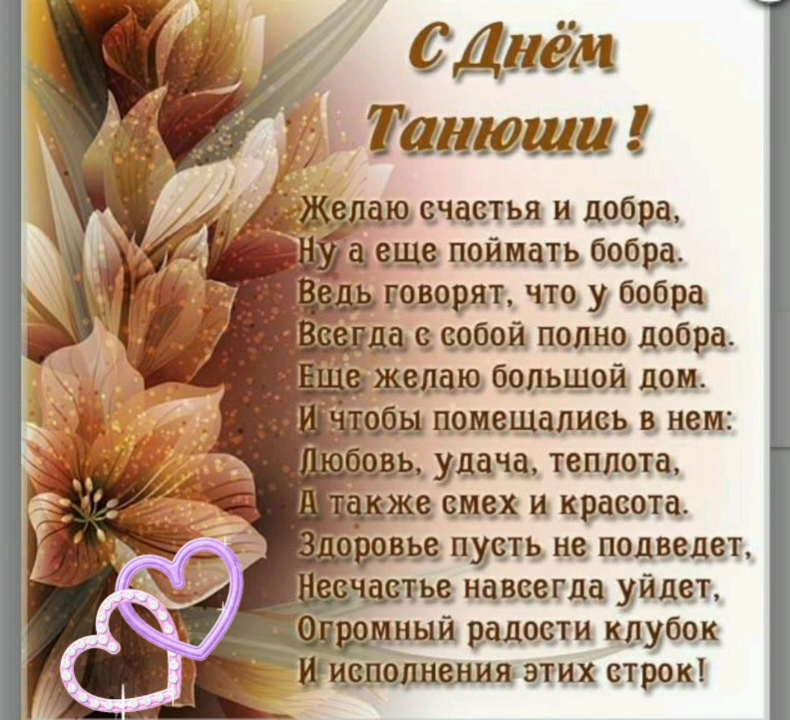 С Днём
Танюши !
Желаю счастья и добра,
Ну а еще поймать бобра.
Ведь говорят, что у бобра
Всегда с собой полно добра.
Еще желаю большой дом.
И чтобы помещались в нем:
Любовь, удача, теплота,
А также смех и красота.
Здоровье пусть не подведет,
Несчастье навсегда уйдет,
Огромный радости клубок
И исполнения этих строк!